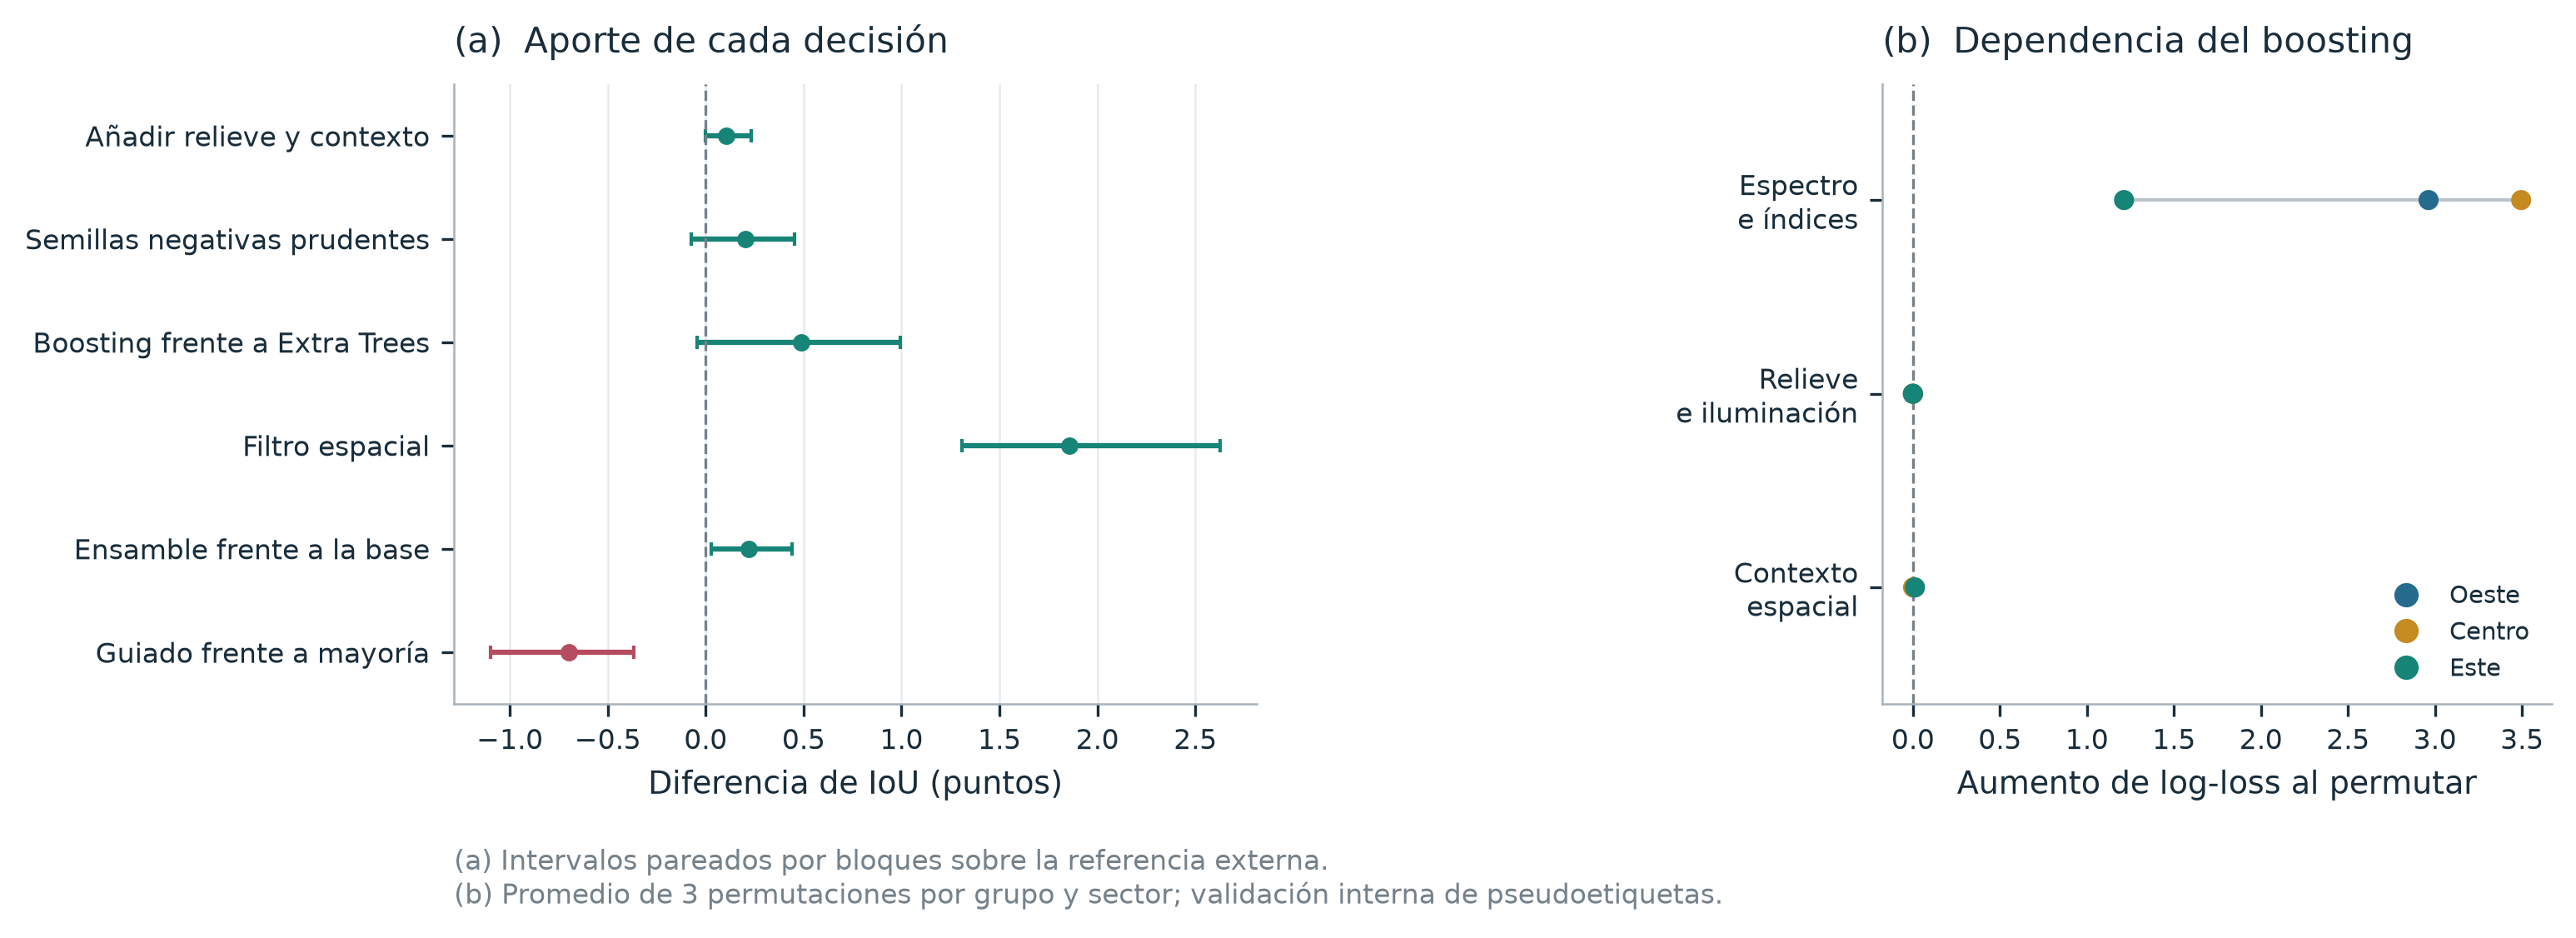 (a)  Aporte de cada decisión
Añadir relieve y contexto
Semillas negativas prudentes
Boosting frente a Extra Trees
Filtro espacial
Ensamble frente a la base
Guiado frente a mayoría
−1.0 −0.5 0.0 0.5 1.0 1.5 2.0 2.5
Diferencia de IoU (puntos)
(b)  Dependencia del boosting
Espectro
e índices
Relieve
e iluminación
Contexto
espacial
Oeste
Centro
Este
0.0 0.5 1.0 1.5 2.0 2.5 3.0 3.5
Aumento de log-loss al permutar
(a) Intervalos pareados por bloques sobre la referencia externa.
(b) Promedio de 3 permutaciones por grupo y sector; validación interna de pseudoetiquetas.